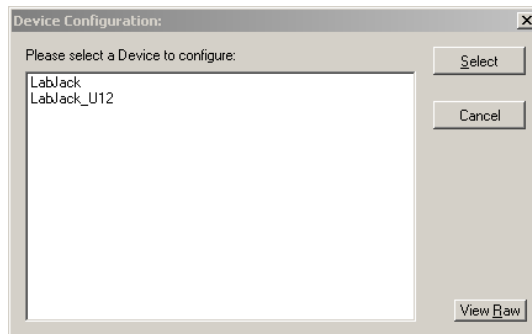 Device Configuration:
Please select a Device to configure:
LabJack
LabJack_U12
Select
Cancel
View Raw